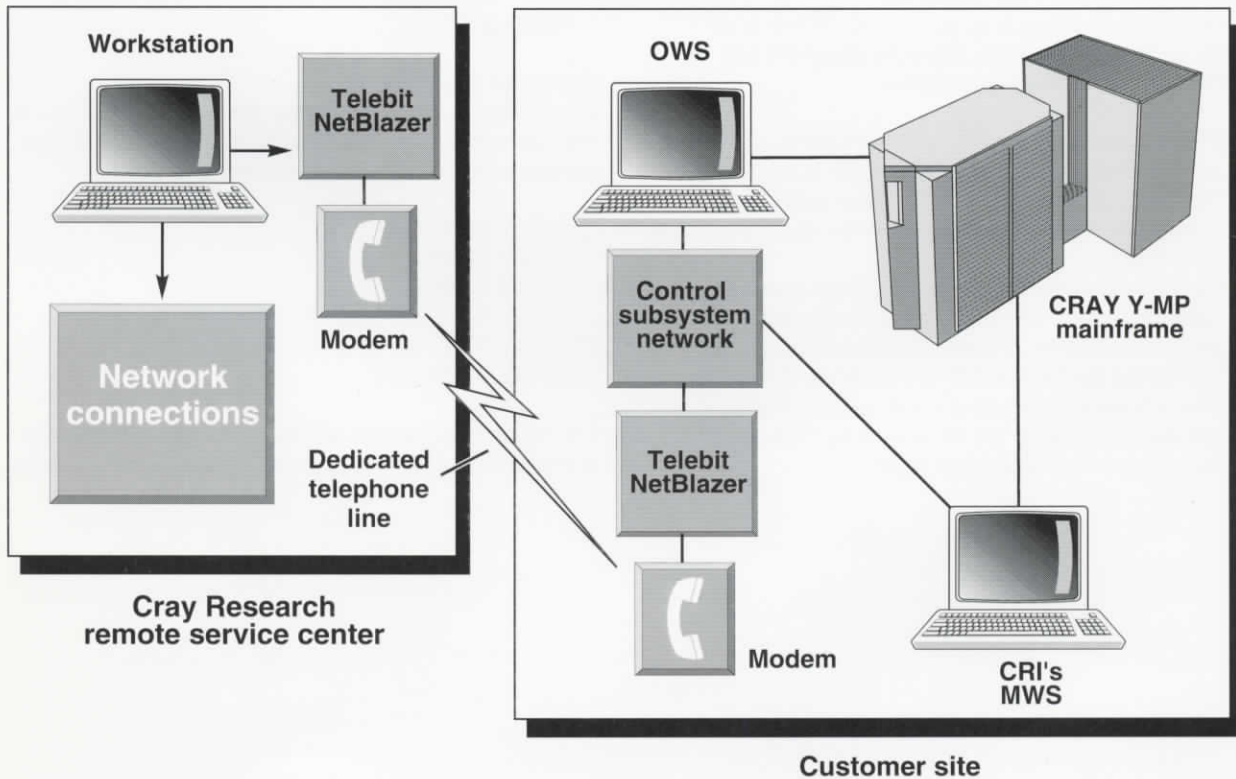 Workstation
Telebit
NetBlazer
Modem
Network
connections
Dedicated
telephone
line
Cray Research
remote service center
OWS
Control
subsystem
network
CRAY Y-MP
mainframe
Telebit
NetBlazer
Modem
CRI's
MWS
Customer site